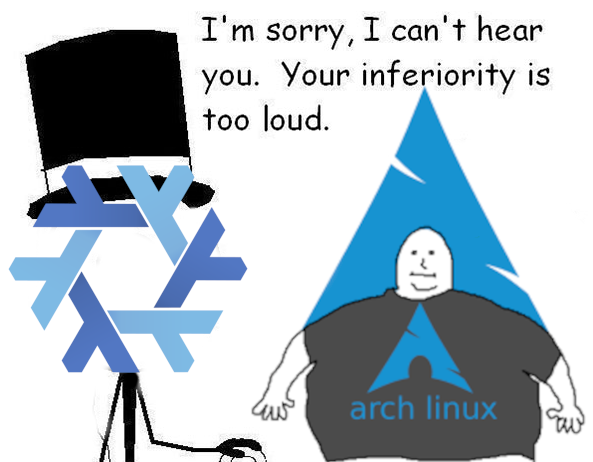 I'm sorry, I can't hear
you. Your inferiority is
too loud.
arch linux